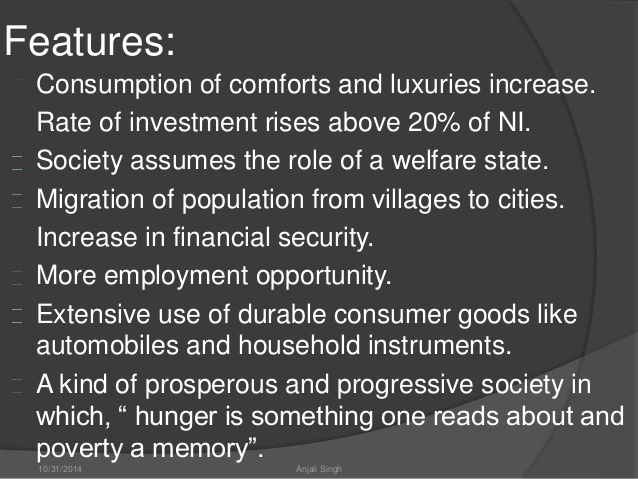 Features:
Consumption of comforts and luxuries increase.
Rate of investment rises above 20% of NI.
Society assumes the role of a welfare state.
Migration of population from villages to cities.
Increase in financial security.
More employment opportunity.
Extensive use of durable consumer goods like
automobiles and household instruments.
A kind of prosperous and progressive society in
which, “ hunger is something one reads about and
poverty a memory”.
10/31/2014 Anjali Singh